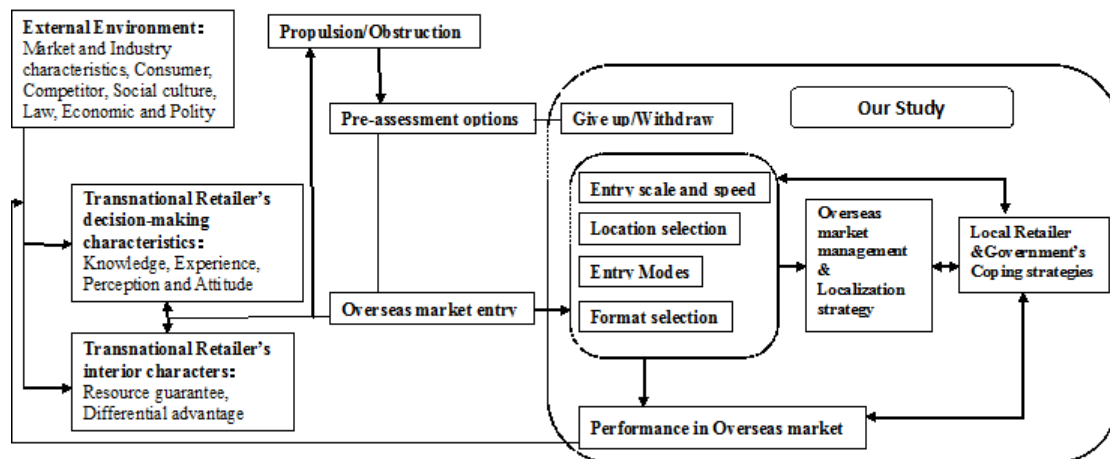 External Environment:
Market and Industry
characteristics, Consumer,
Competitor, Social culture,
Law, Economic and Polity
Propulsion/Obstruction
Pre-assessment options
Give up/Withdraw
Our Study
Transnational Retailer's
decision-making
characteristics:
Knowledge, Experience,
Perception and Attitude
Transnational Retailer's
interior characters:
Resource guarantee,
Differential advantage
Overseas market entry
Entry scale and speed
Location selection
Entry Modes
Format selection
Overseas
market
management
&
Localization
strategy
Local Retailer
&Government's
Coping strategies
Performance in Overseas market